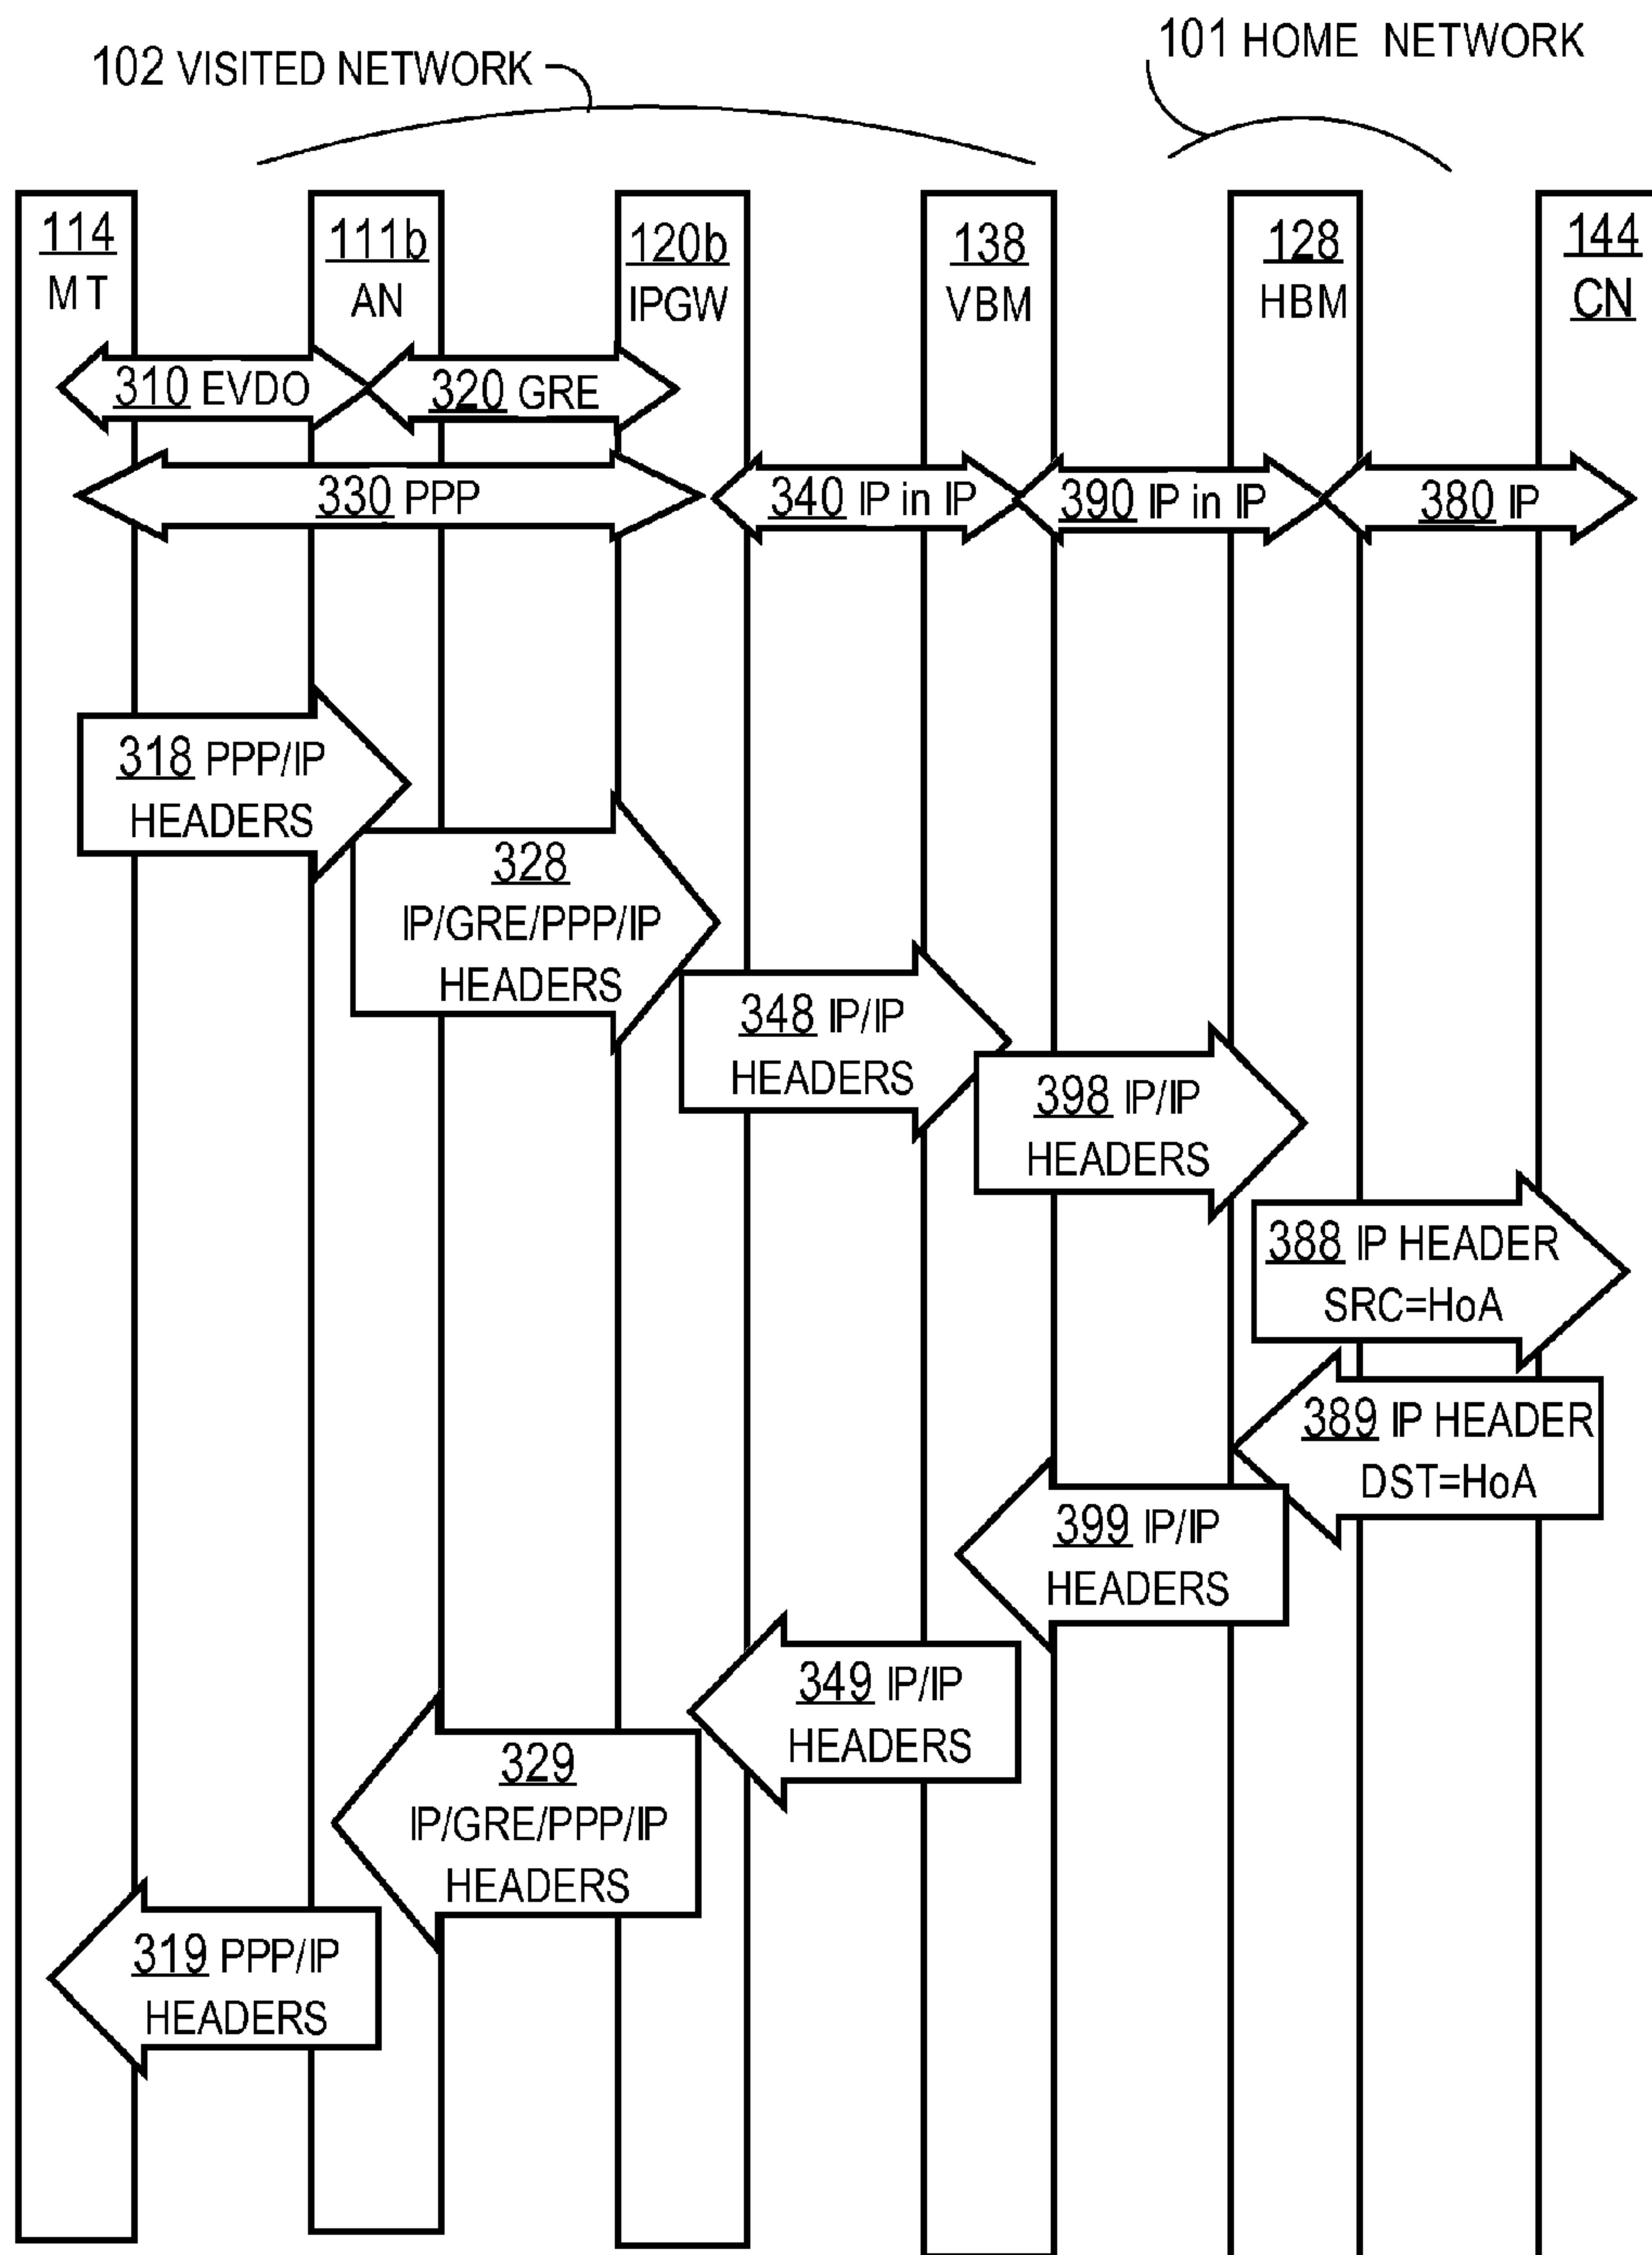 101 HOME NETWORK
102 VISITED NETWORK
114
MT
111b
AN
120b
IPGW
138
VBM
128
HBM
144
CN
310 EVDO
320 GRE
330 PPP
340 IP in IP
390 IP in IP
380 IP
318 PPP/IP
HEADERS
328
IP/GRE/PPP/IP
HEADERS
348 IP/IP
HEADERS
398 IP/IP
HEADERS
388 IP HEADER
SRC=HoA
389 IP HEADER
DST=HoA
399 IP/IP
HEADERS
349 IP/IP
HEADERS
329
IP/GRE/PPP/IP
HEADERS
319 PPP/IP
HEADERS